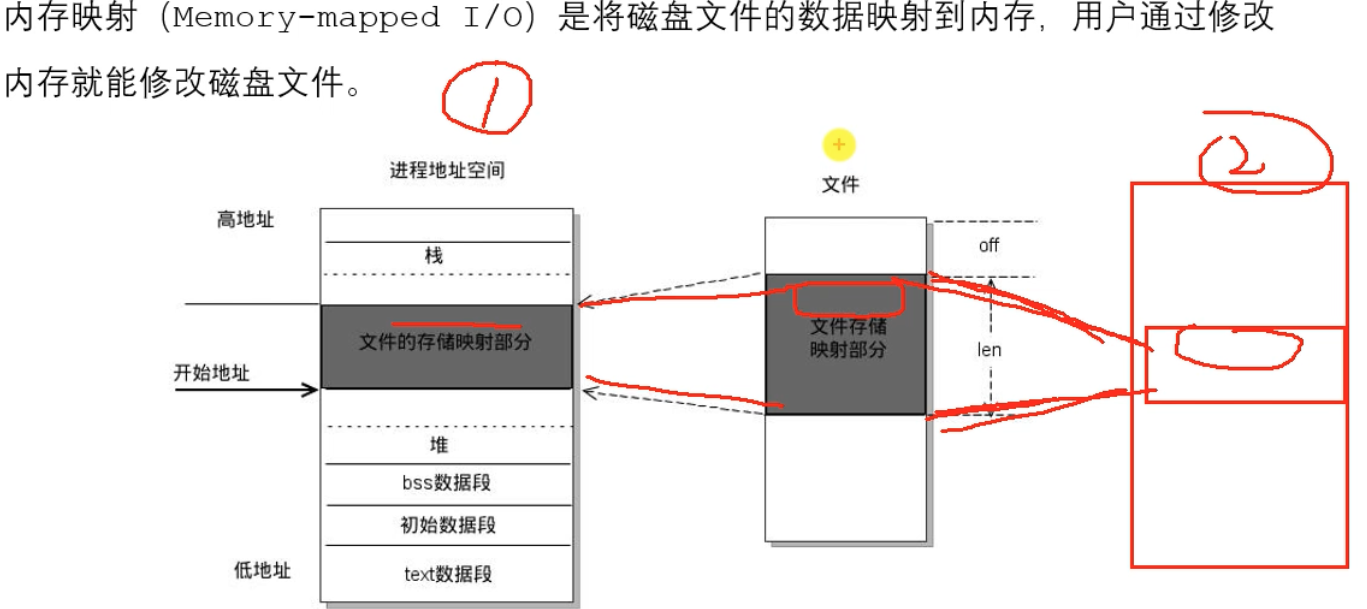 内存映射（Memory-mapped I/O）是将磁盘文件的数据映射到内存，用户通过修改
内存就能修改磁盘文件。
1
2
进程地址空间
文件
高地址
off
栈
文件存储
映射部分
文件的存储映射部分
len
开始地址
堆
bss数据段
初始数据段
低地址
text数据段